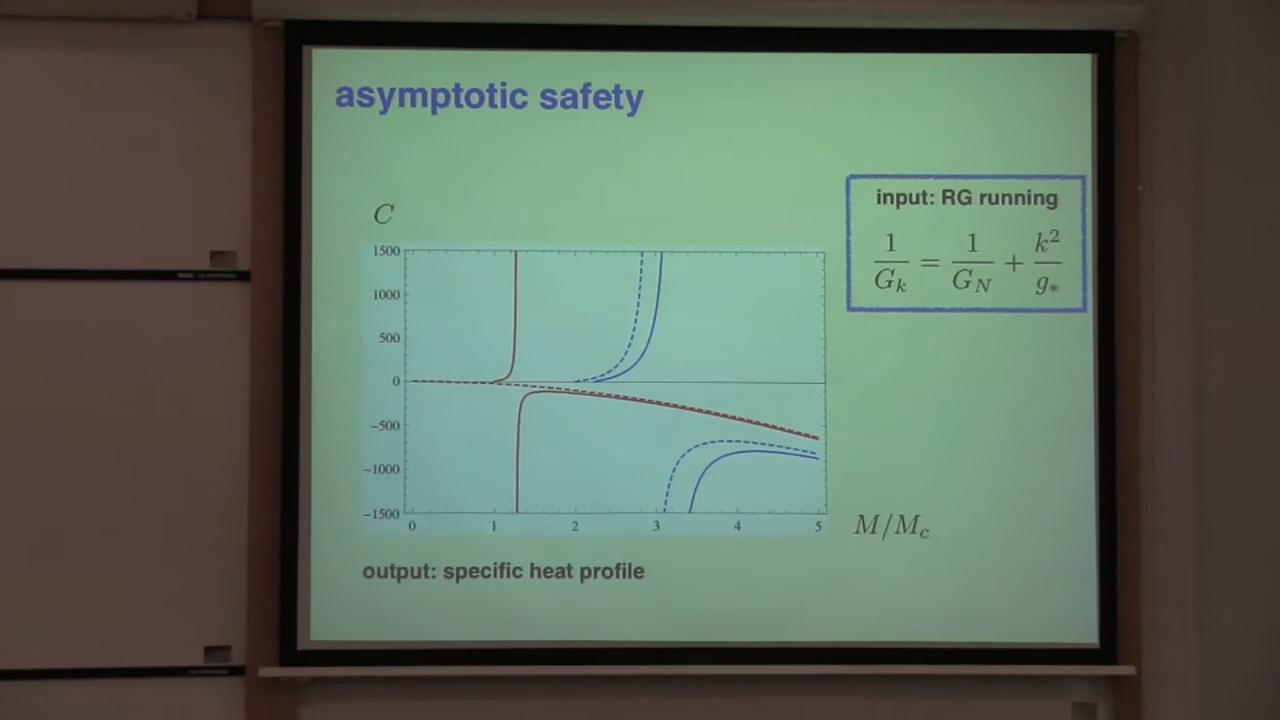 asymptotic safety
C
1500
1000
500
0
−500
−1000
−1500
0 1 2 3 4 5
M/M_c
output: specific heat profile
input: RG running
1/G_k = 1/G_N + k²/g_*